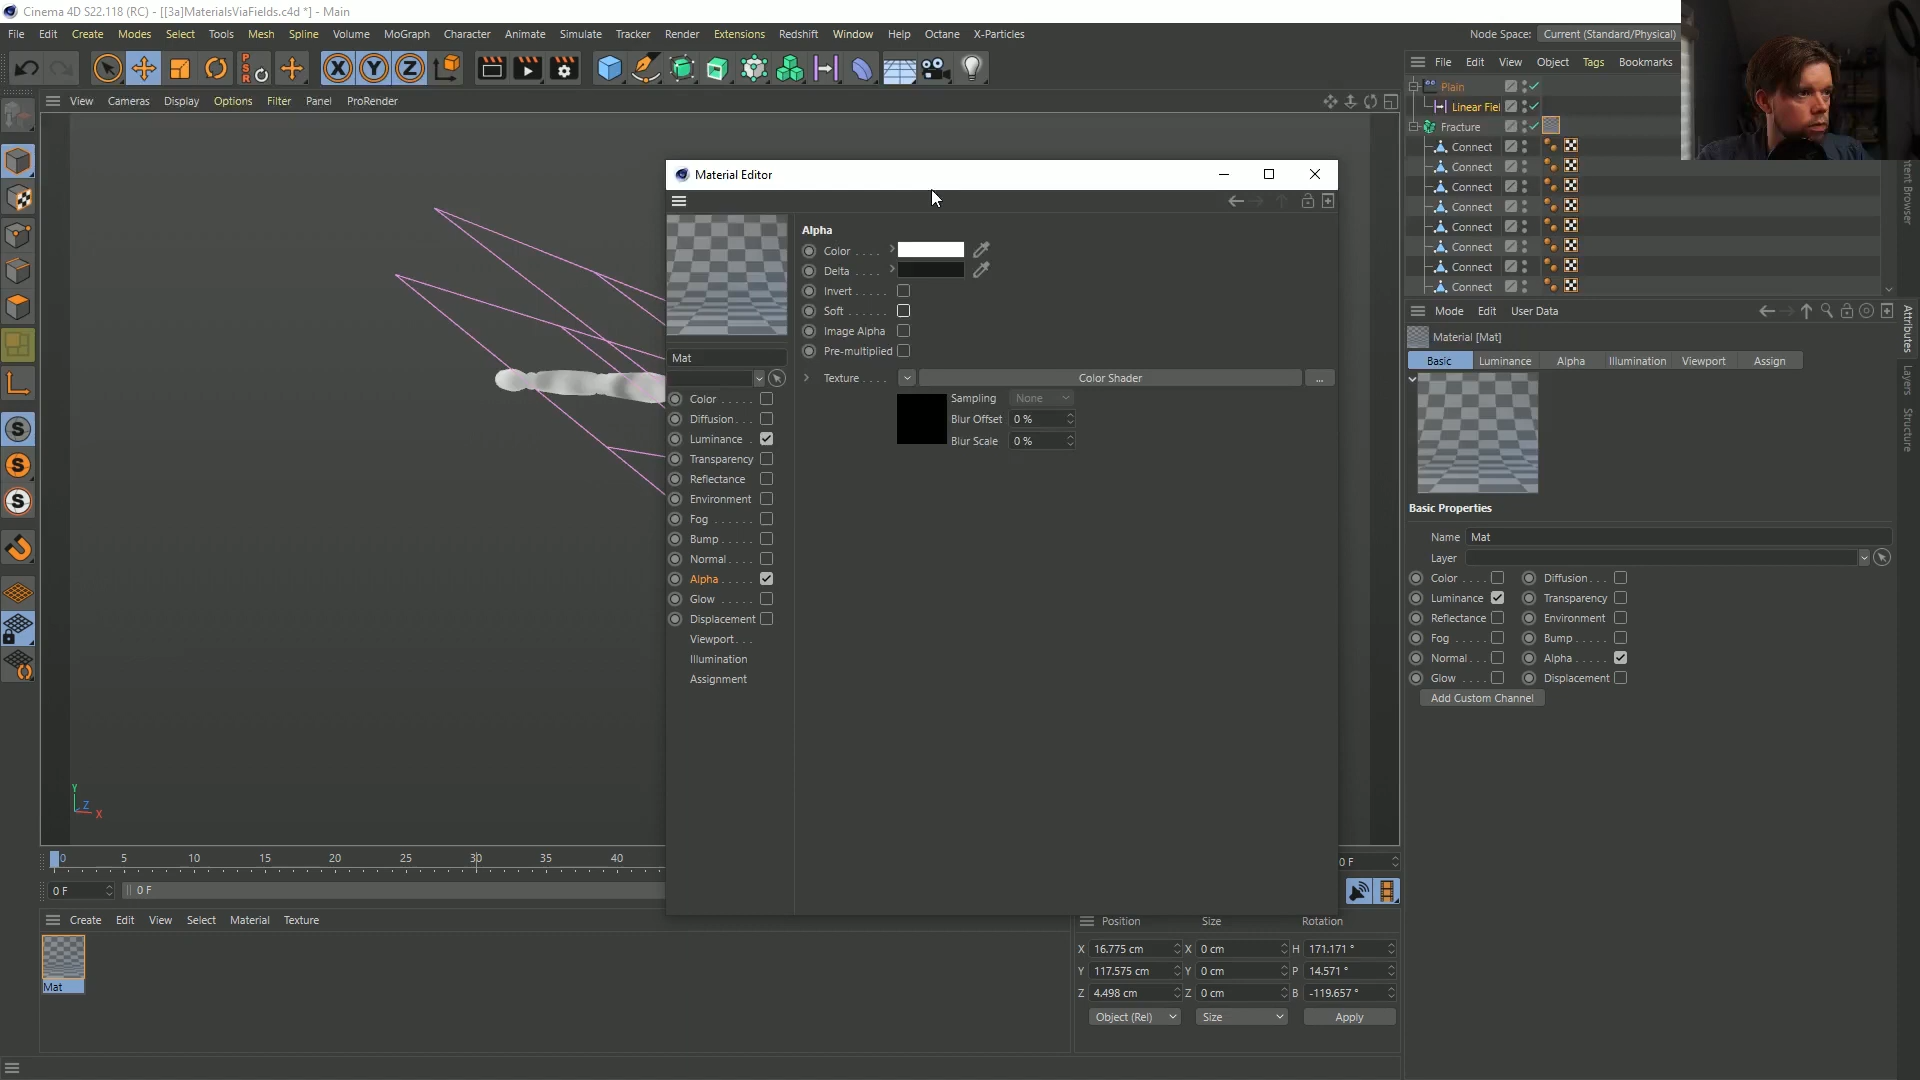 Cinema 4D S22.118 (RC) - [[3a]MaterialsViaFields.c4d *] - Main
File Edit Create Modes Select Tools Mesh Spline Volume MoGraph Character Animate Simulate Tracker Render Extensions Redshift Window Help Octane X-Particles Node Space: Current (Standard/Physical)
View Cameras Display Options Filter Panel ProRender
File Edit View Object Tags Bookmarks
Plain
Linear Fiel
Fracture
Connect
Connect
Connect
Connect
Connect
Connect
Connect
Connect
Mode Edit User Data
Material [Mat]
Basic Luminance Alpha Illumination Viewport Assign
Basic Properties
Name Mat
Layer
Color . . . . Diffusion . . .
Luminance Transparency
Reflectance Environment
Fog . . . . . Bump . . . . .
Normal . . . Alpha . . . . .
Glow . . . . Displacement
Add Custom Channel
Attributes
Layers
Structure
Material Editor
Mat
Color . . . . .
Diffusion . . .
Luminance .
Transparency
Reflectance
Environment
Fog . . . . . .
Bump . . . . .
Normal . . . .
Alpha . . . . .
Glow . . . . .
Displacement
Viewport . . .
Illumination
Assignment
Alpha
Color . . . .
Delta . . . .
Invert . . . . .
Soft . . . . . .
Image Alpha
Pre-multiplied
Texture . . . . Color Shader ...
Sampling None
Blur Offset 0 %
Blur Scale 0 %
Y
Z
X
0 5 10 15 20 25 30 35 40
0 F
0 F 0 F
Create Edit View Select Material Texture
Mat
Position Size Rotation
X 16.775 cm X 0 cm H 171.171 °
Y 117.575 cm Y 0 cm P 14.571 °
Z 4.498 cm Z 0 cm B -119.657 °
Object (Rel) Size Apply